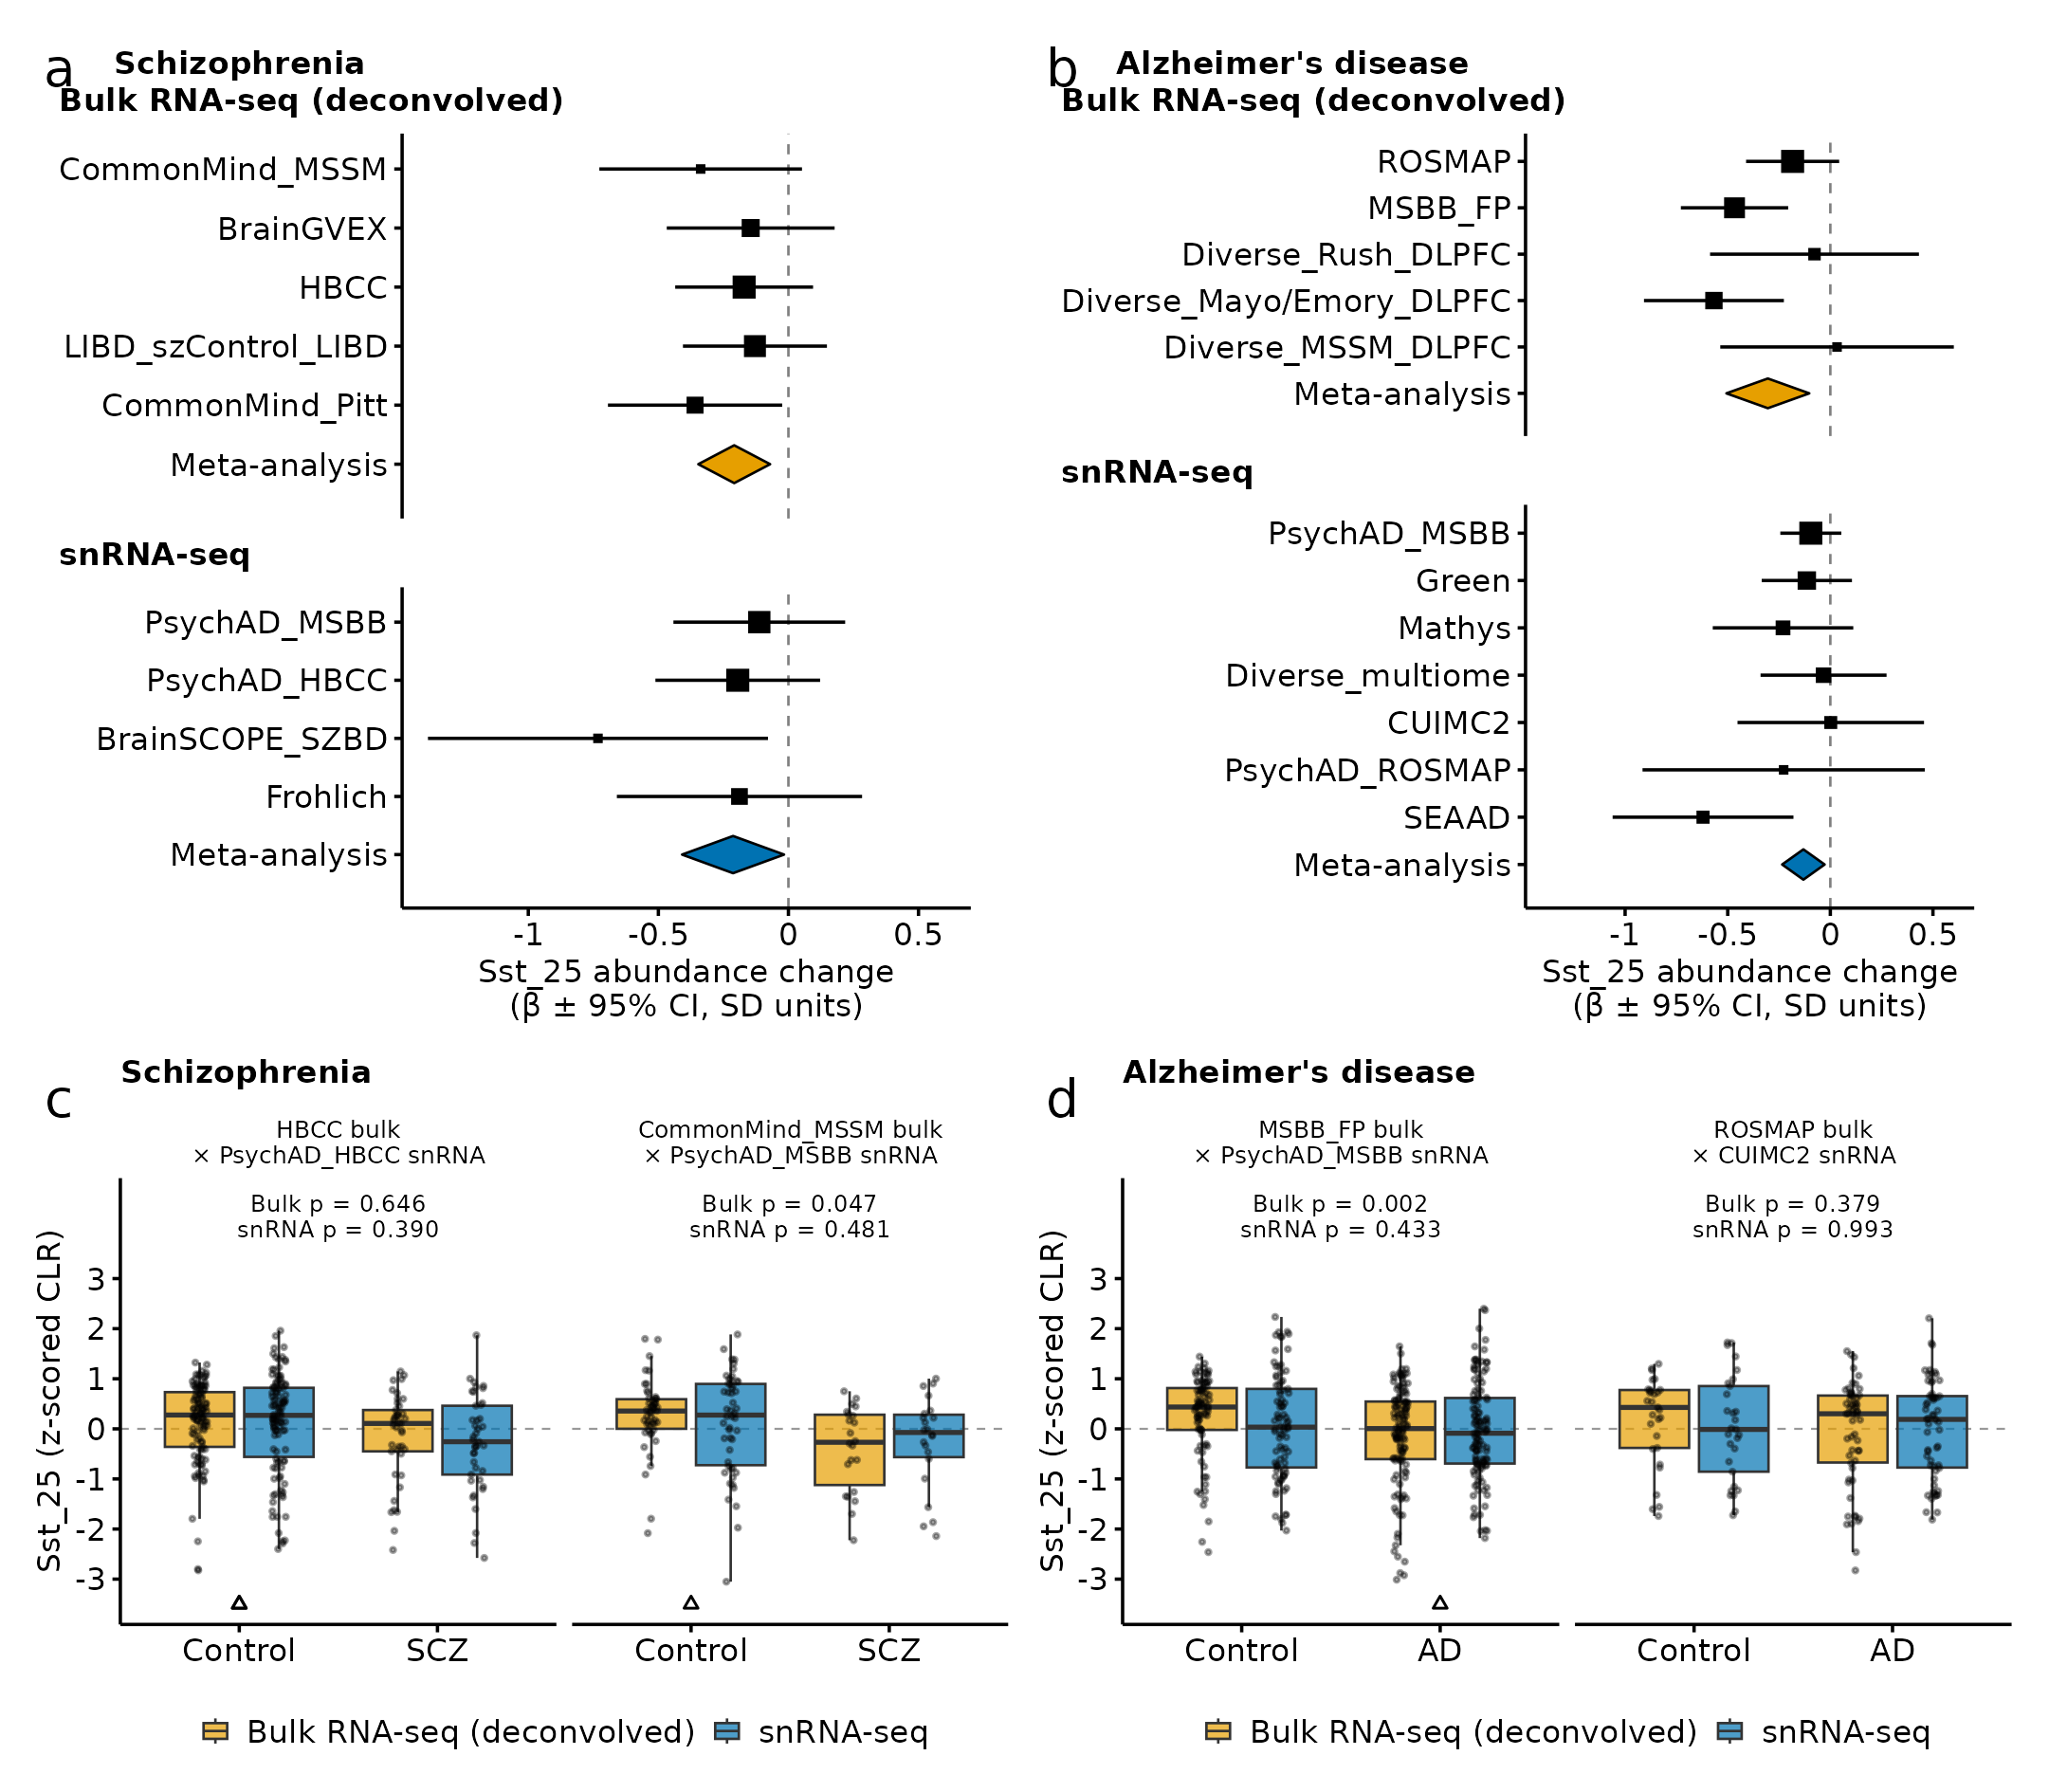 a
Schizophrenia
Bulk RNA-seq (deconvolved)
CommonMind_MSSM
BrainGVEX
HBCC
LIBD_szControl_LIBD
CommonMind_Pitt
Meta-analysis
snRNA-seq
PsychAD_MSBB
PsychAD_HBCC
BrainSCOPE_SZBD
Frohlich
Meta-analysis
-1 -0.5 0 0.5
Sst_25 abundance change
(β ± 95% CI, SD units)
b
Alzheimer's disease
Bulk RNA-seq (deconvolved)
ROSMAP
MSBB_FP
Diverse_Rush_DLPFC
Diverse_Mayo/Emory_DLPFC
Diverse_MSSM_DLPFC
Meta-analysis
snRNA-seq
PsychAD_MSBB
Green
Mathys
Diverse_multiome
CUIMC2
PsychAD_ROSMAP
SEAAD
Meta-analysis
-1 -0.5 0 0.5
Sst_25 abundance change
(β ± 95% CI, SD units)
c
Schizophrenia
HBCC bulk
× PsychAD_HBCC snRNA
Bulk p = 0.646
snRNA p = 0.390
CommonMind_MSSM bulk
× PsychAD_MSBB snRNA
Bulk p = 0.047
snRNA p = 0.481
Sst_25 (z-scored CLR)
3
2
1
0
-1
-2
-3
Control SCZ Control SCZ
Bulk RNA-seq (deconvolved) snRNA-seq
d
Alzheimer's disease
MSBB_FP bulk
× PsychAD_MSBB snRNA
Bulk p = 0.002
snRNA p = 0.433
ROSMAP bulk
× CUIMC2 snRNA
Bulk p = 0.379
snRNA p = 0.993
Sst_25 (z-scored CLR)
3
2
1
0
-1
-2
-3
Control AD Control AD
Bulk RNA-seq (deconvolved) snRNA-seq